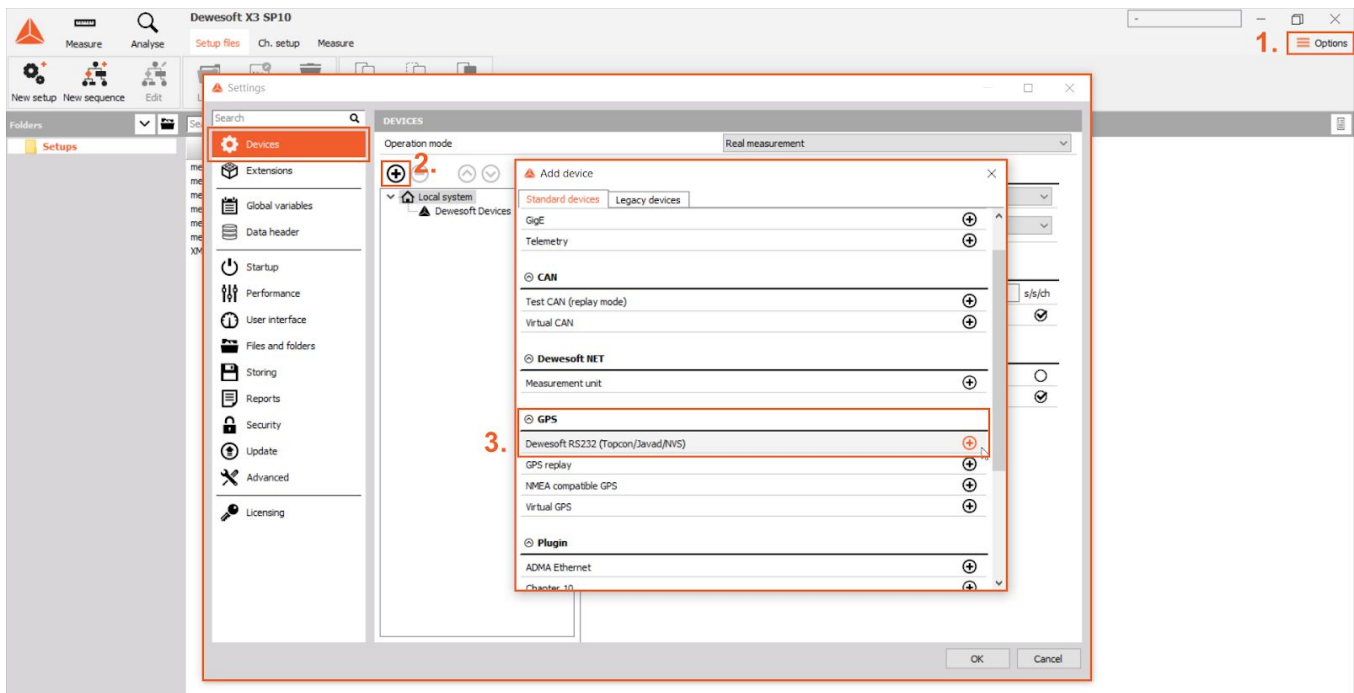 Dewesoft X3 SP10
-
Measure
Analyse
Setup files
Ch. setup
Measure
1.
Options
New setup
New sequence
Edit
Folders
Setups
Settings
Search
Devices
Extensions
Global variables
Data header
Startup
Performance
User interface
Files and folders
Storing
Reports
Security
Update
Advanced
Licensing
DEVICES
Operation mode
Real measurement
2.
Local system
Dewesoft Devices
Add device
Standard devices
Legacy devices
GigE
Telemetry
CAN
Test CAN (replay mode)
Virtual CAN
Dewesoft NET
Measurement unit
GPS
3.
Dewesoft RS232 (Topcon/Javad/NVS)
GPS replay
NMEA compatible GPS
Virtual GPS
Plugin
ADMA Ethernet
Chapter 10
s/s/ch
OK
Cancel